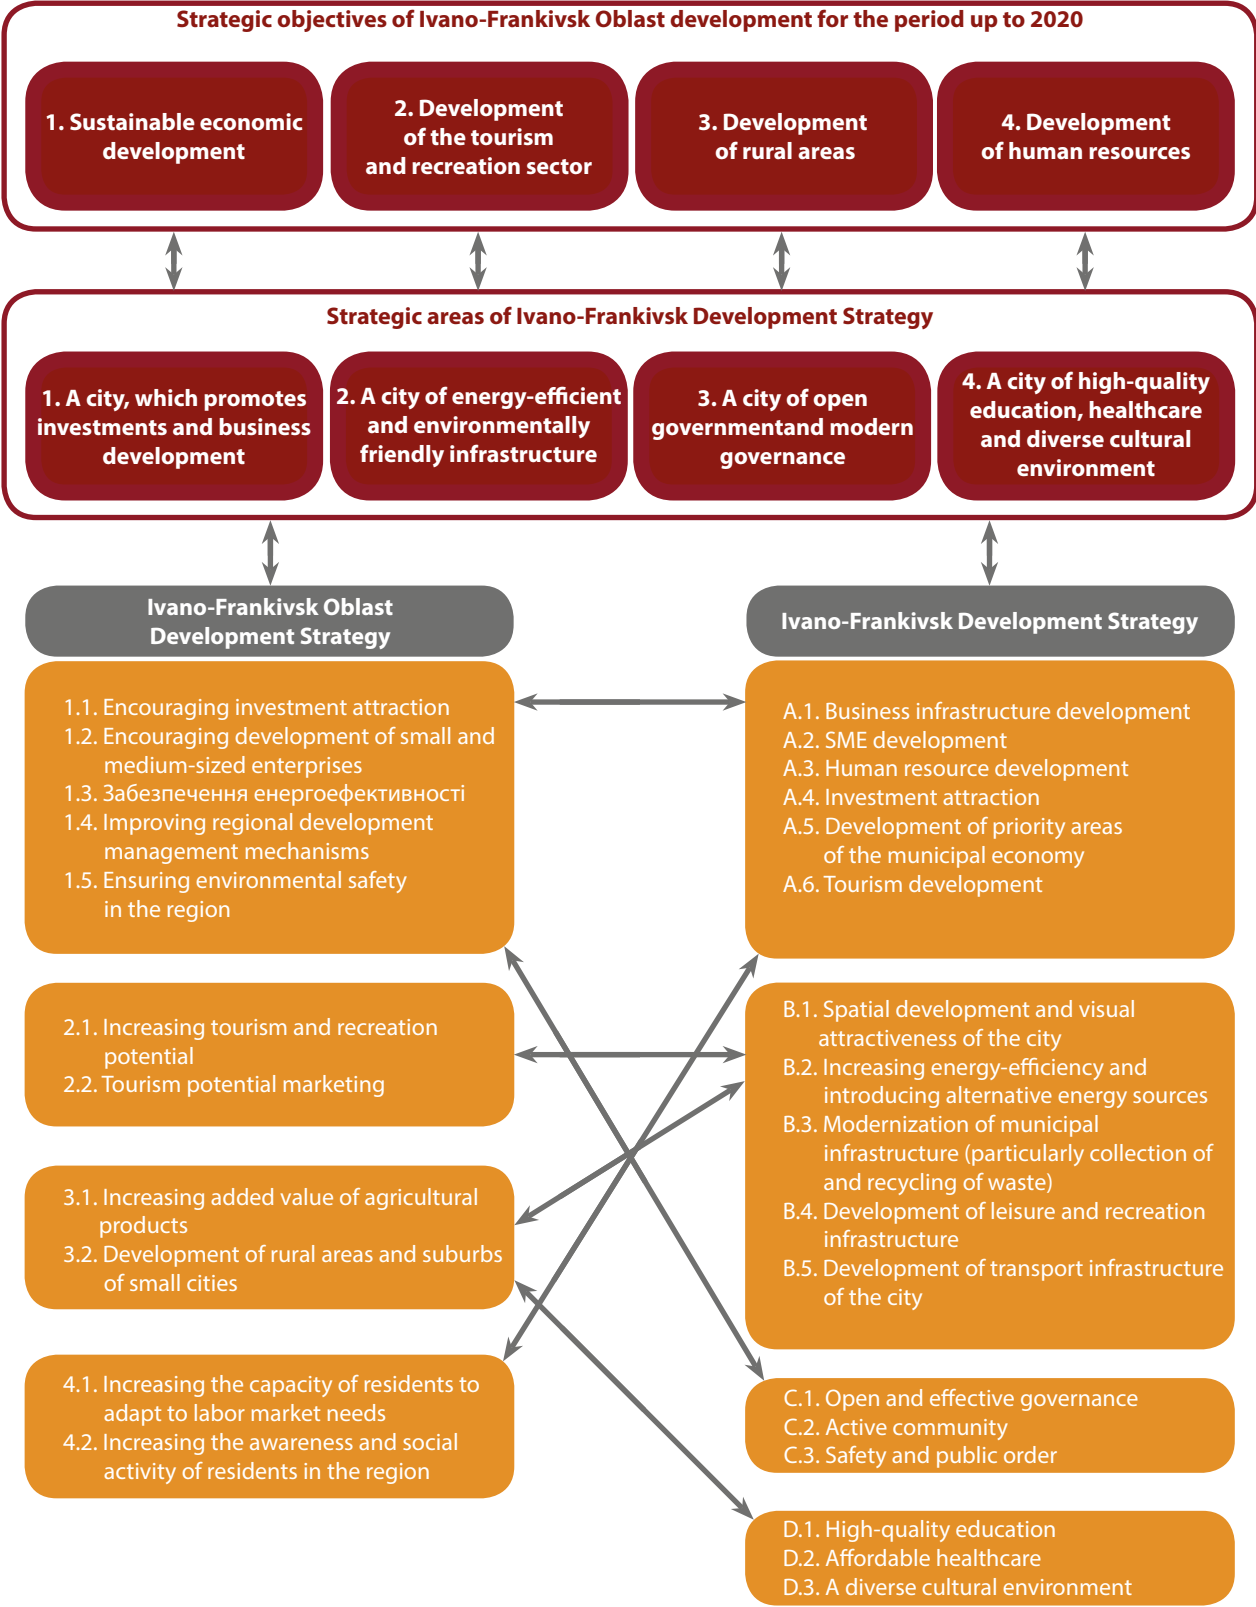 Strategic objectives of Ivano-Frankivsk Oblast development for the period up to 2020
1. Sustainable economic
development
2. Development
of the tourism
and recreation sector
3. Development
of rural areas
4. Development
of human resources
Strategic areas of Ivano-Frankivsk Development Strategy
1. A city, which promotes
investments and business
development
2. A city of energy-efficient
and environmentally
friendly infrastructure
3. A city of open
governmentand modern
governance
4. A city of high-quality
education, healthcare
and diverse cultural
environment
Ivano-Frankivsk Oblast
Development Strategy
1.1. Encouraging investment attraction
1.2. Encouraging development of small and
medium-sized enterprises
1.3. Забезпечення енергоефективності
1.4. Improving regional development
management mechanisms
1.5. Ensuring environmental safety
in the region
2.1. Increasing tourism and recreation
potential
2.2. Tourism potential marketing
3.1. Increasing added value of agricultural
products
3.2. Development of rural areas and suburbs
of small cities
4.1. Increasing the capacity of residents to
adapt to labor market needs
4.2. Increasing the awareness and social
activity of residents in the region
Ivano-Frankivsk Development Strategy
A.1. Business infrastructure development
A.2. SME development
A.3. Human resource development
A.4. Investment attraction
A.5. Development of priority areas
of the municipal economy
A.6. Tourism development
B.1. Spatial development and visual
attractiveness of the city
B.2. Increasing energy-efficiency and
introducing alternative energy sources
B.3. Modernization of municipal
infrastructure (particularly collection of
and recycling of waste)
B.4. Development of leisure and recreation
infrastructure
B.5. Development of transport infrastructure
of the city
C.1. Open and effective governance
C.2. Active community
C.3. Safety and public order
D.1. High-quality education
D.2. Affordable healthcare
D.3. A diverse cultural environment